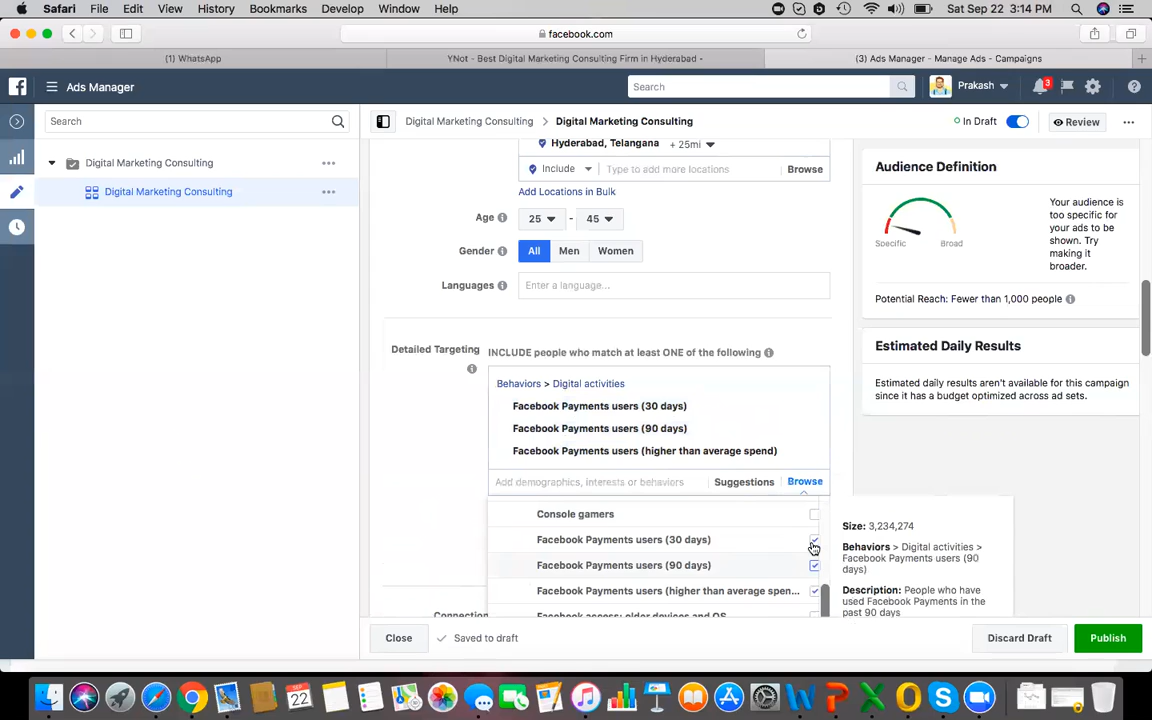 Safari File Edit View History Bookmarks Develop Window Help Sat Sep 22 3:14 PM
facebook.com
(1) WhatsApp YNot - Best Digital Marketing Consulting Firm in Hyderabad - (3) Ads Manager - Manage Ads - Campaigns
Ads Manager Search Prakash 3
Search Digital Marketing Consulting > Digital Marketing Consulting In Draft Review
Digital Marketing Consulting
Digital Marketing Consulting
Hyderabad, Telangana + 25mi
Include Type to add more locations Browse
Add Locations in Bulk
Age 25 - 45
Gender All Men Women
Languages Enter a language...
Detailed Targeting INCLUDE people who match at least ONE of the following
Behaviors > Digital activities
Facebook Payments users (30 days)
Facebook Payments users (90 days)
Facebook Payments users (higher than average spend)
Add demographics, interests or behaviors Suggestions Browse
Console gamers
Facebook Payments users (30 days)
Facebook Payments users (90 days)
Facebook Payments users (higher than average spen...
Facebook access: older devices and OS
Connection
Size: 3,234,274
Behaviors > Digital activities >
Facebook Payments users (90
days)
Description: People who have
used Facebook Payments in the
past 90 days
Audience Definition
Specific Broad
Your audience is
too specific for
your ads to be
shown. Try
making it
broader.
Potential Reach: Fewer than 1,000 people
Estimated Daily Results
Estimated daily results aren't available for this campaign
since it has a budget optimized across ad sets.
Close Saved to draft Discard Draft Publish